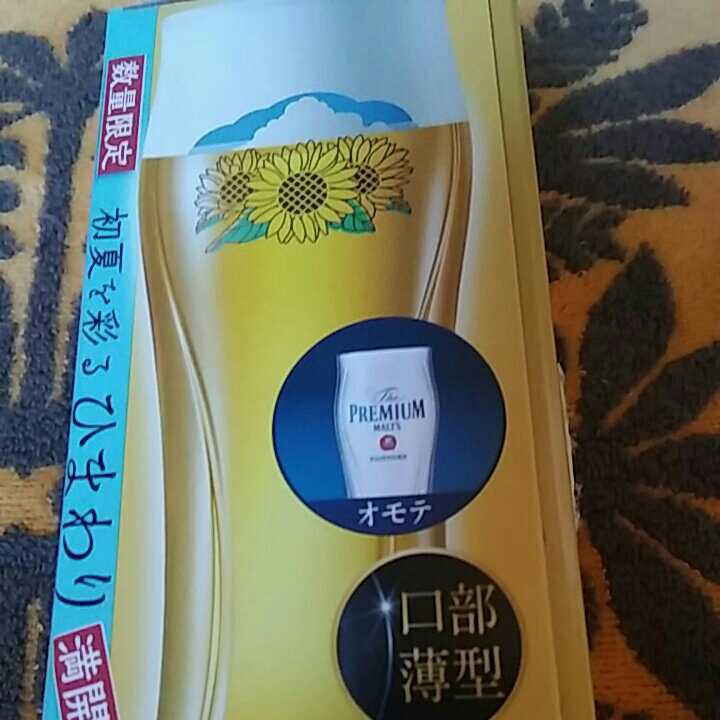 数量限定
初夏を彩るひまわり
満開
The
PREMIUM
MALT'S
オモテ
口部
薄型